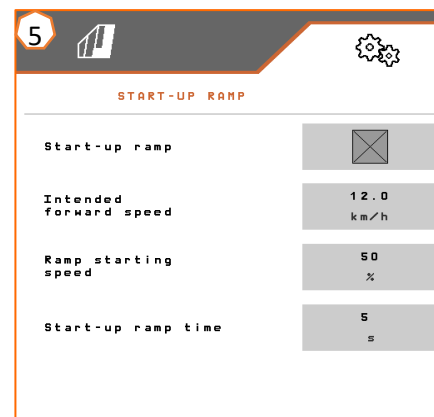 5
START-UP RAMP
Start-up ramp
Intended
forward speed
12.0
km/h
Ramp starting
speed
50
%
Start-up ramp time
5
s